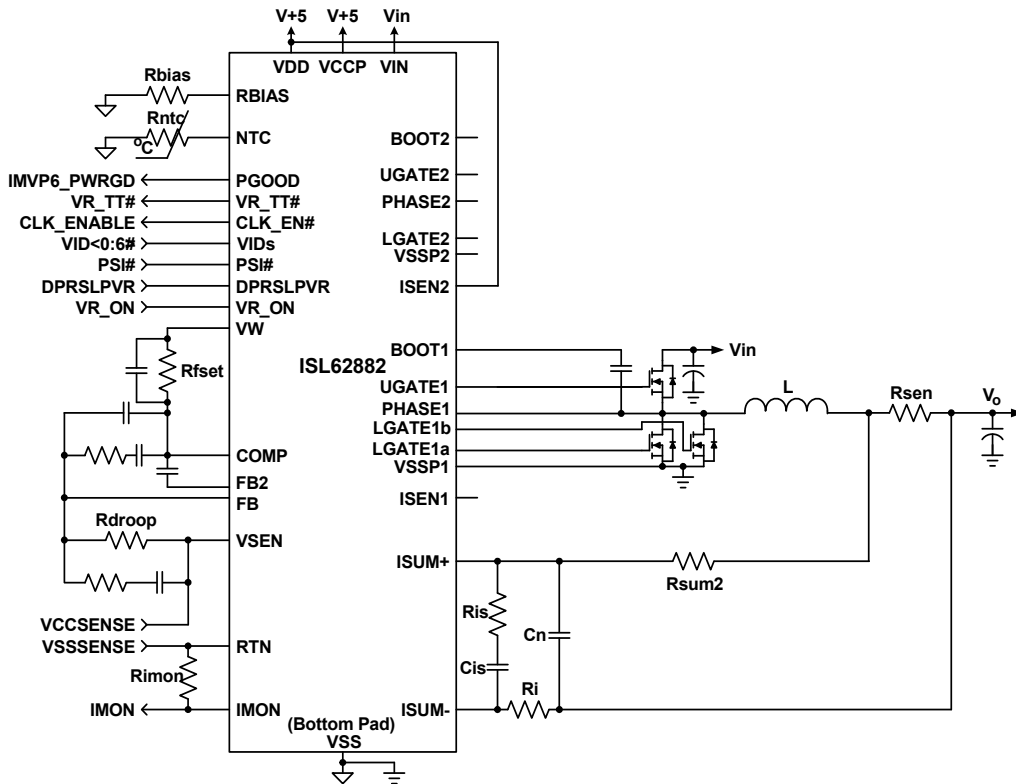 V+5 V+5 Vin
VDD VCCP VIN
Rbias
RBIAS
Rntc
NTC
°C
BOOT2
UGATE2
IMVP6_PWRGD PGOOD
VR_TT# VR_TT# PHASE2
CLK_ENABLE CLK_EN#
VID<0:6# VIDs LGATE2
VSSP2
PSI# PSI#
DPRSLPVR DPRSLPVR ISEN2
VR_ON VR_ON
VW
ISL62882
BOOT1 Vin
Rfset
UGATE1
L Rsen Vo
PHASE1
LGATE1b
LGATE1a
COMP
VSSP1
FB2
FB ISEN1
Rdroop
VSEN
ISUM+
Rsum2
Ris
VCCSENSE
Cn
VSSSENSE RTN
Rimon Cis
Ri
IMON IMON ISUM-
(Bottom Pad)
VSS